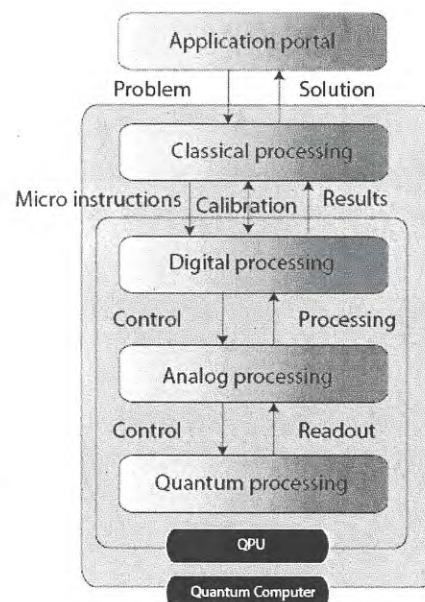 Application portal
Problem Solution
Classical processing
Micro instructions Calibration Results
Digital processing
Control Processing
Analog processing
Control Readout
Quantum processing
QPU
Quantum Computer